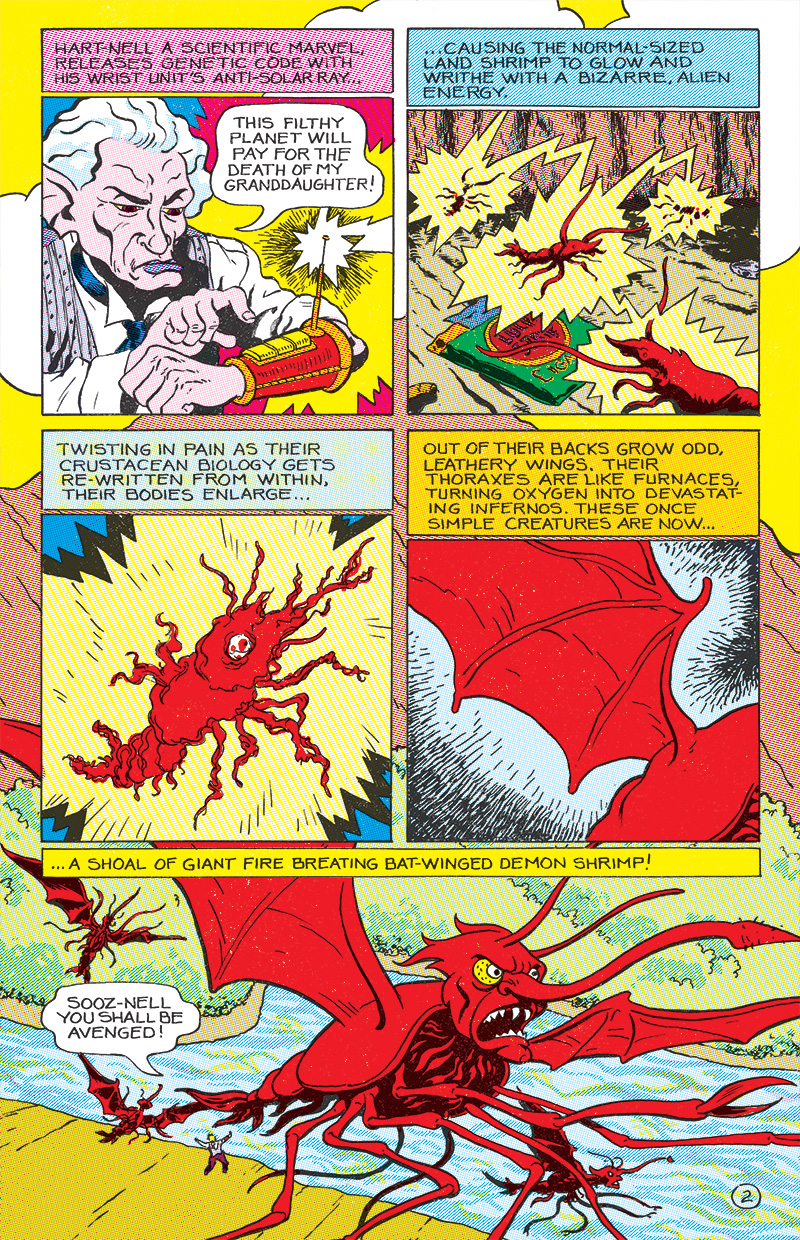 HART-NELL A SCIENTIFIC MARVEL,
RELEASES GENETIC CODE WITH
HIS WRIST UNIT'S ANTI-SOLAR RAY...
THIS FILTHY
PLANET WILL
PAY FOR THE
DEATH OF MY
GRANDDAUGHTER!
...CAUSING THE NORMAL-SIZED
LAND SHRIMP TO GLOW AND
WRITHE WITH A BIZARRE, ALIEN
ENERGY.
TWISTING IN PAIN AS THEIR
CRUSTACEAN BIOLOGY GETS
RE-WRITTEN FROM WITHIN,
THEIR BODIES ENLARGE...
OUT OF THEIR BACKS GROW ODD,
LEATHERY WINGS. THEIR
THORAXES ARE LIKE FURNACES,
TURNING OXYGEN INTO DEVASTAT-
ING INFERNOS. THESE ONCE
SIMPLE CREATURES ARE NOW...
...A SHOAL OF GIANT FIRE BREATING BAT-WINGED DEMON SHRIMP!
SOOZ-NELL
YOU SHALL BE
AVENGED!
2